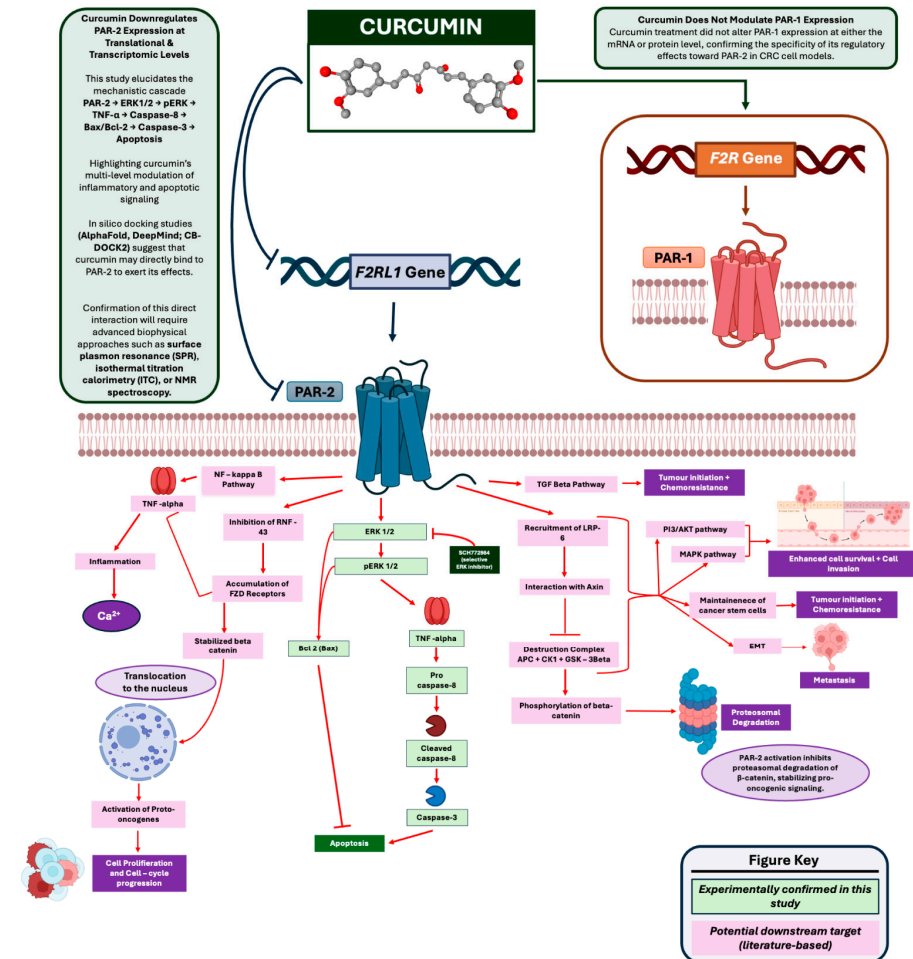 Curcumin Downregulates
PAR-2 Expression at
Translational &
Transcriptomic Levels
This study elucidates the
mechanistic cascade
PAR-2 → ERK1/2 → pERK →
TNF-α → Caspase-8 →
Bax/Bcl-2 → Caspase-3 →
Apoptosis
Highlighting curcumin's
multi-level modulation of
inflammatory and apoptotic
signaling
In silico docking studies
(AlphaFold, DeepMind; CB-
DOCK2) suggest that
curcumin may directly bind to
PAR-2 to exert its effects.
Confirmation of this direct
interaction will require
advanced biophysical
approaches such as surface
plasmon resonance (SPR),
isothermal titration
calorimetry (ITC), or NMR
spectroscopy.
CURCUMIN
Curcumin Does Not Modulate PAR-1 Expression
Curcumin treatment did not alter PAR-1 expression at either the
mRNA or protein level, confirming the specificity of its regulatory
effects toward PAR-2 in CRC cell models.
F2R Gene
PAR-1
F2RL1 Gene
PAR-2
NF – kappa B
Pathway
TNF -alpha
Inflammation
Ca²⁺
Inhibition of RNF -
43
Accumulation of
FZD Receptors
Stabilized beta
catenin
Translocation
to the nucleus
Activation of Proto-
oncogenes
Cell Prolifieration
and Cell – cycle
progression
ERK 1/2
pERK 1/2
SCH772984
(selective
ERK inhibitor)
Bcl 2 (Bax)
TNF -alpha
Pro
caspase-8
Cleaved
caspase-8
Caspase-3
Apoptosis
TGF Beta Pathway
Tumour initiation +
Chemoresistance
Recruitment of LRP-
6
Interaction with Axin
Destruction Complex
APC + CK1 + GSK – 3Beta
Phosphorylation of beta-
catenin
Proteosomal
Degradation
PI3/AKT pathway
MAPK pathway
Enhanced cell survival + Cell
invasion
Maintainenece of
cancer stem cells
Tumour initiation +
Chemoresistance
EMT
Metastasis
PAR-2 activation inhibits
proteasomal degradation of
β-catenin, stabilizing pro-
oncogenic signaling.
Figure Key
Experimentally confirmed in this
study
Potential downstream target
(literature-based)